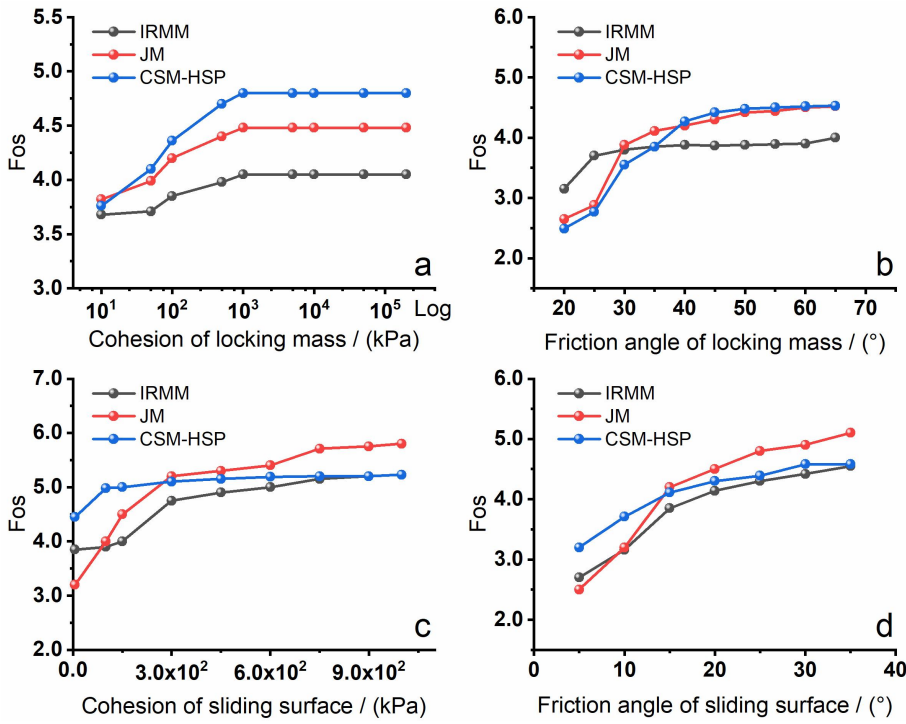 5.5
5.0
4.5
4.0
3.5
3.0
Fos
IRMM
JM
CSM-HSP
a
10¹ 10² 10³ 10⁴ 10⁵ Log
Cohesion of locking mass / (kPa)
6.0
5.0
4.0
3.0
2.0
Fos
IRMM
JM
CSM-HSP
b
20 30 40 50 60 70
Friction angle of locking mass / (°)
7.0
6.0
5.0
4.0
3.0
2.0
Fos
IRMM
JM
CSM-HSP
c
0.0 3.0x10² 6.0x10² 9.0x10²
Cohesion of sliding surface / (kPa)
6.0
5.0
4.0
3.0
2.0
Fos
IRMM
JM
CSM-HSP
d
0 10 20 30 40
Friction angle of sliding surface / (°)